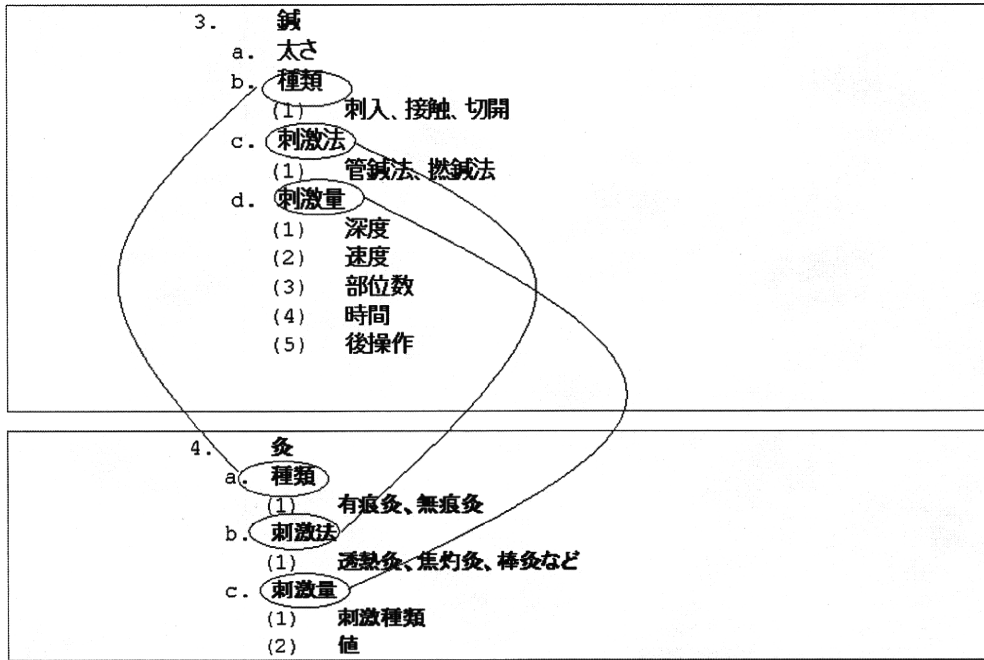 3. 鍼
a. 太さ
b. 種類
(1) 刺入、接触、切開
c. 刺激法
(1) 管鍼法、撚鍼法
d. 刺激量
(1) 深度
(2) 速度
(3) 部位数
(4) 時間
(5) 後操作
4. 灸
a. 種類
(1) 有痕灸、無痕灸
b. 刺激法
(1) 透熱灸、焦灼灸、棒灸など
c. 刺激量
(1) 刺激種類
(2) 値